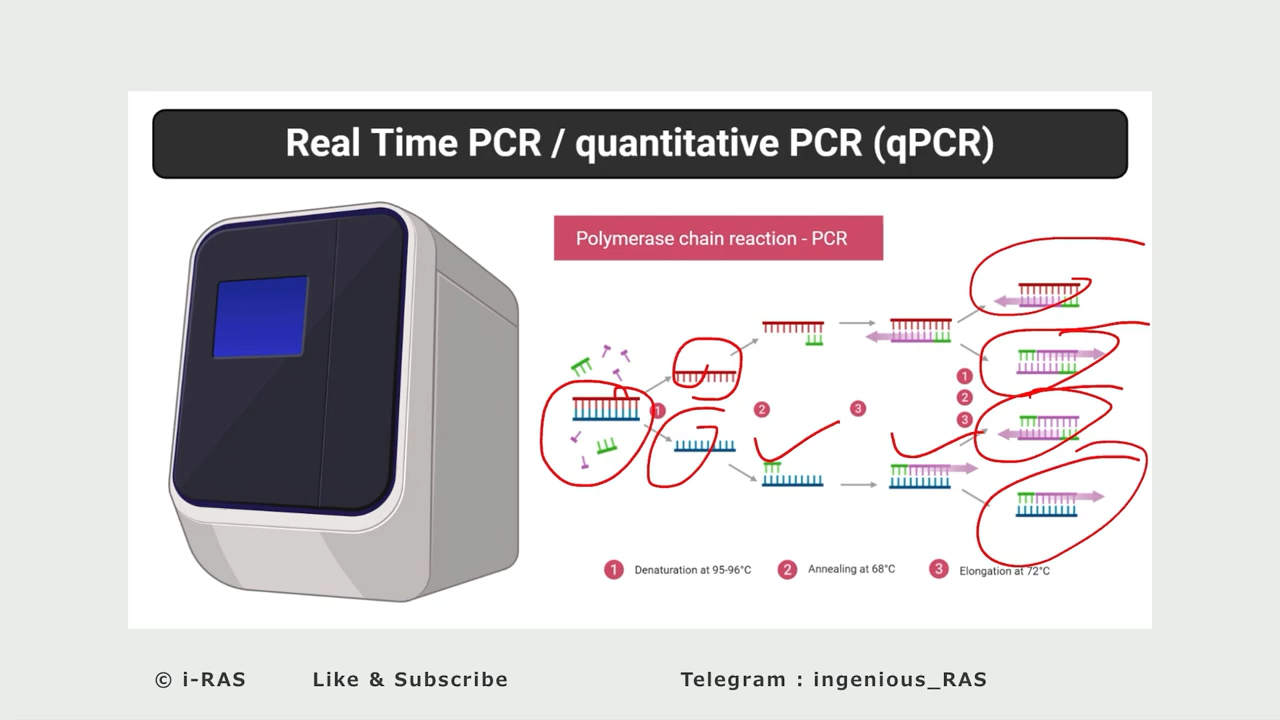 Real Time PCR / quantitative PCR (qPCR)
Polymerase chain reaction - PCR
1
2
3
1
2
3
1 Denaturation at 95-96°C 2 Annealing at 68°C 3 Elongation at 72°C
© i-RAS Like & Subscribe Telegram : ingenious_RAS